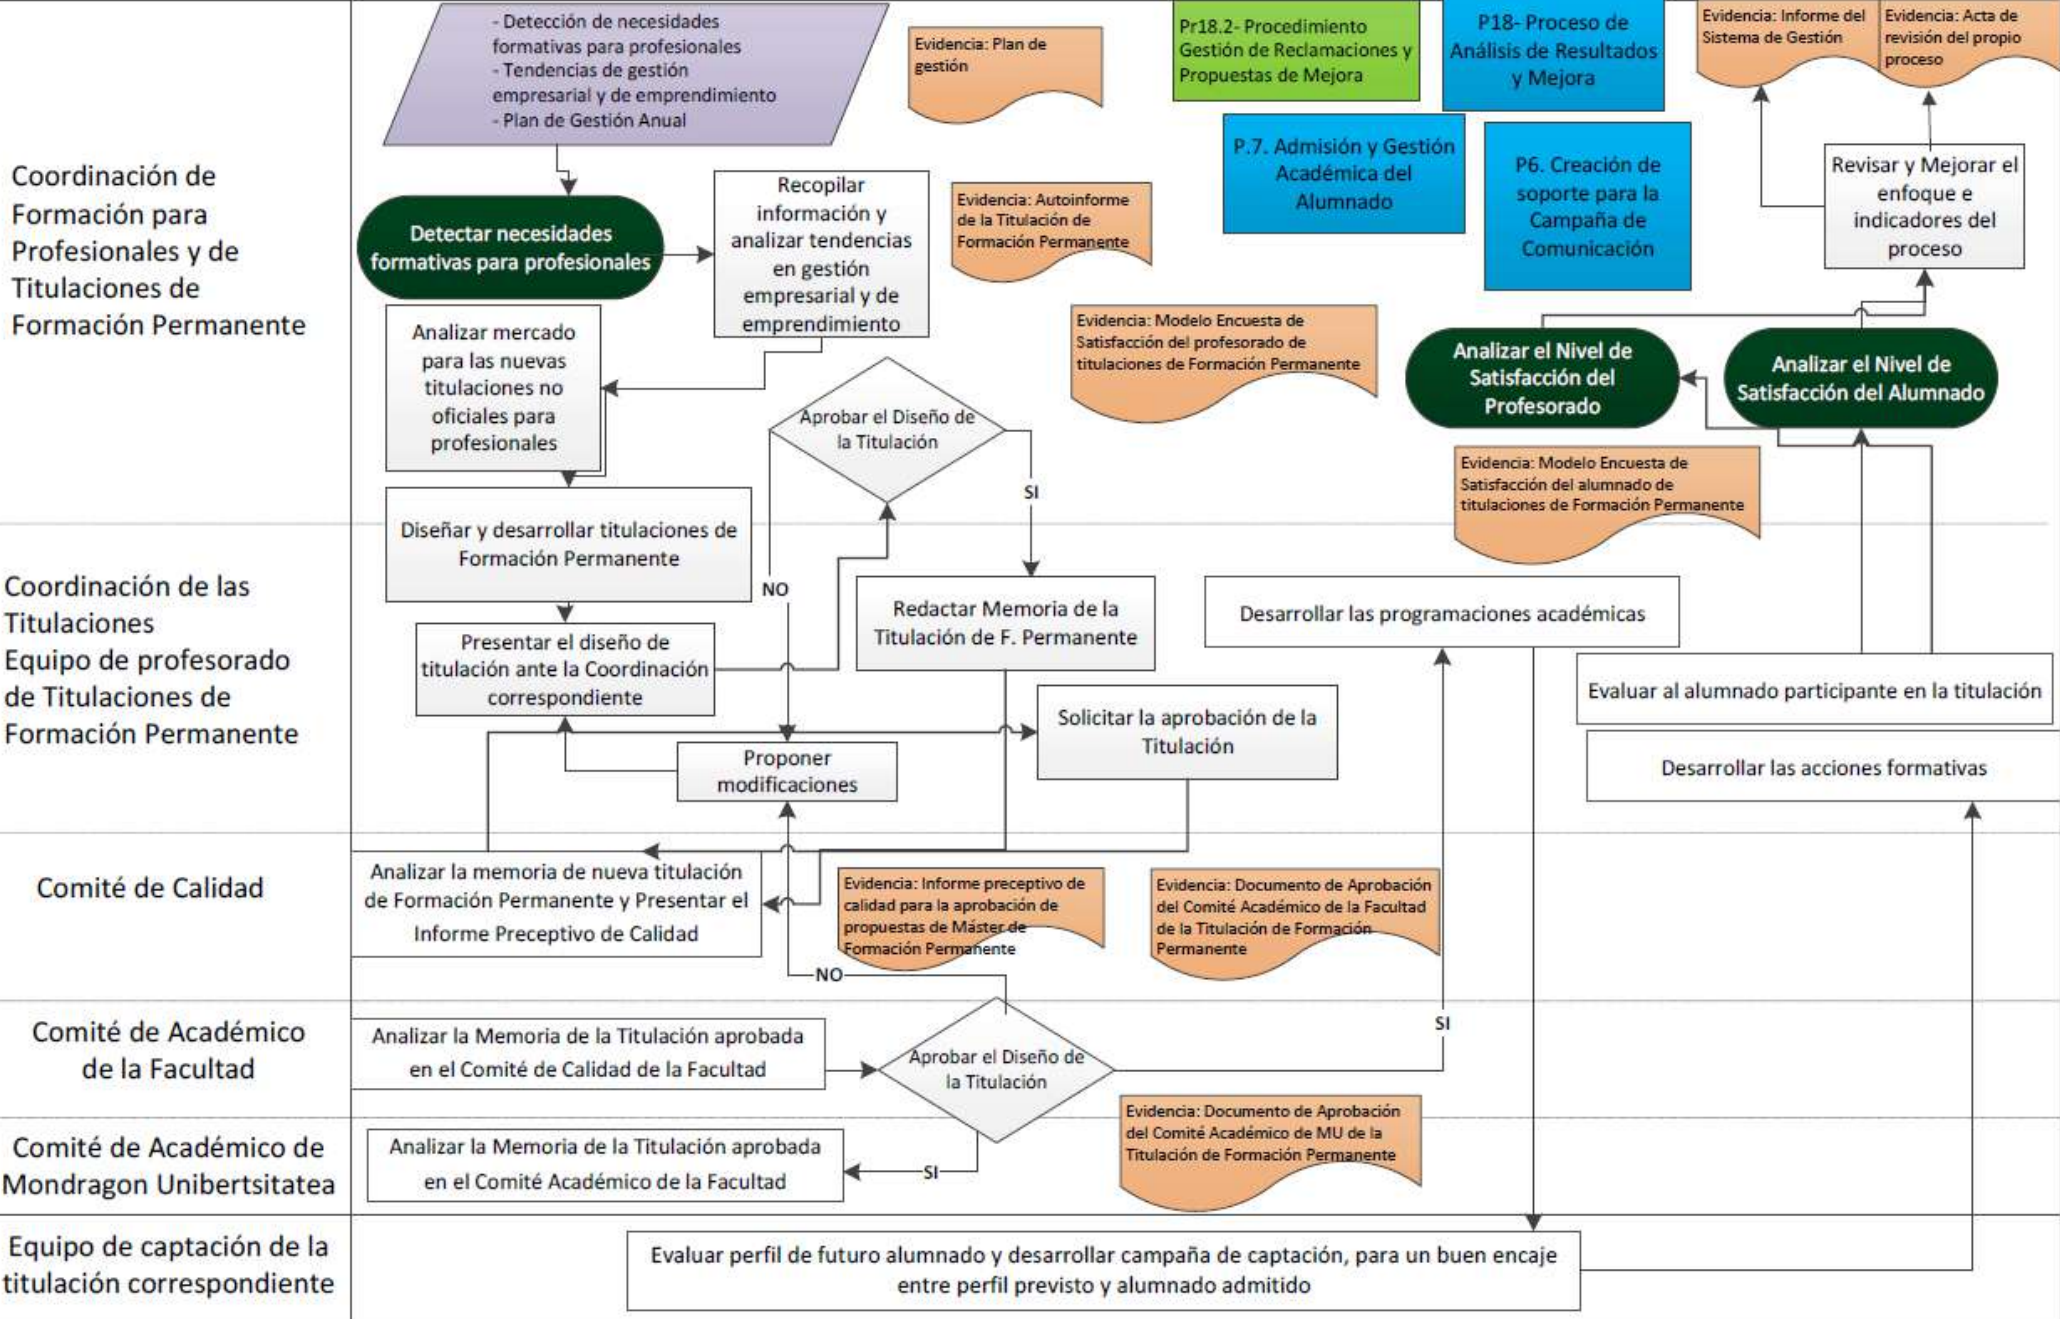 - Detección de necesidades
formativas para profesionales
- Tendencias de gestión
empresarial y de emprendimiento
- Plan de Gestión Anual
Evidencia: Plan de
gestión
Pr18.2- Procedimiento
Gestión de Reclamaciones y
Propuestas de Mejora
P18- Proceso de
Análisis de Resultados
y Mejora
Evidencia: Informe del
Sistema de Gestión
Evidencia: Acta de
revisión del propio
proceso
Coordinación de
Formación para
Profesionales y de
Titulaciones de
Formación Permanente
Detectar necesidades
formativas para profesionales
Recopilar
información y
analizar tendencias
en gestión
empresarial y de
emprendimiento
Evidencia: Autoinforme
de la Titulación de
Formación Permanente
P.7. Admisión y Gestión
Académica del
Alumnado
P6. Creación de
soporte para la
Campaña de
Comunicación
Revisar y Mejorar el
enfoque e
indicadores del
proceso
Analizar mercado
para las nuevas
titulaciones no
oficiales para
profesionales
Aprobar el Diseño de
la Titulación
Evidencia: Modelo Encuesta de
Satisfacción del profesorado de
titulaciones de Formación Permanente
Analizar el Nivel de
Satisfacción del
Profesorado
Analizar el Nivel de
Satisfacción del Alumnado
SI
Evidencia: Modelo Encuesta de
Satisfacción del alumnado de
titulaciones de Formación Permanente
Diseñar y desarrollar titulaciones de
Formación Permanente
NO
Coordinación de las
Titulaciones
Equipo de profesorado
de Titulaciones de
Formación Permanente
Presentar el diseño de
titulación ante la Coordinación
correspondiente
Redactar Memoria de la
Titulación de F. Permanente
Desarrollar las programaciones académicas
Evaluar al alumnado participante en la titulación
Solicitar la aprobación de la
Titulación
Proponer
modificaciones
Desarrollar las acciones formativas
Comité de Calidad
Analizar la memoria de nueva titulación
de Formación Permanente y Presentar el
Informe Preceptivo de Calidad
Evidencia: Informe preceptivo de
calidad para la aprobación de
propuestas de Máster de
Formación Permanente
Evidencia: Documento de Aprobación
del Comité Académico de la Facultad
de la Titulación de Formación
Permanente
NO
Comité de Académico
de la Facultad
Analizar la Memoria de la Titulación aprobada
en el Comité de Calidad de la Facultad
Aprobar el Diseño de
la Titulación
SI
Comité de Académico de
Mondragon Unibertsitatea
Analizar la Memoria de la Titulación aprobada
en el Comité Académico de la Facultad
SI
Evidencia: Documento de Aprobación
del Comité Académico de MU de la
Titulación de Formación Permanente
Equipo de captación de la
titulación correspondiente
Evaluar perfil de futuro alumnado y desarrollar campaña de captación, para un buen encaje
entre perfil previsto y alumnado admitido